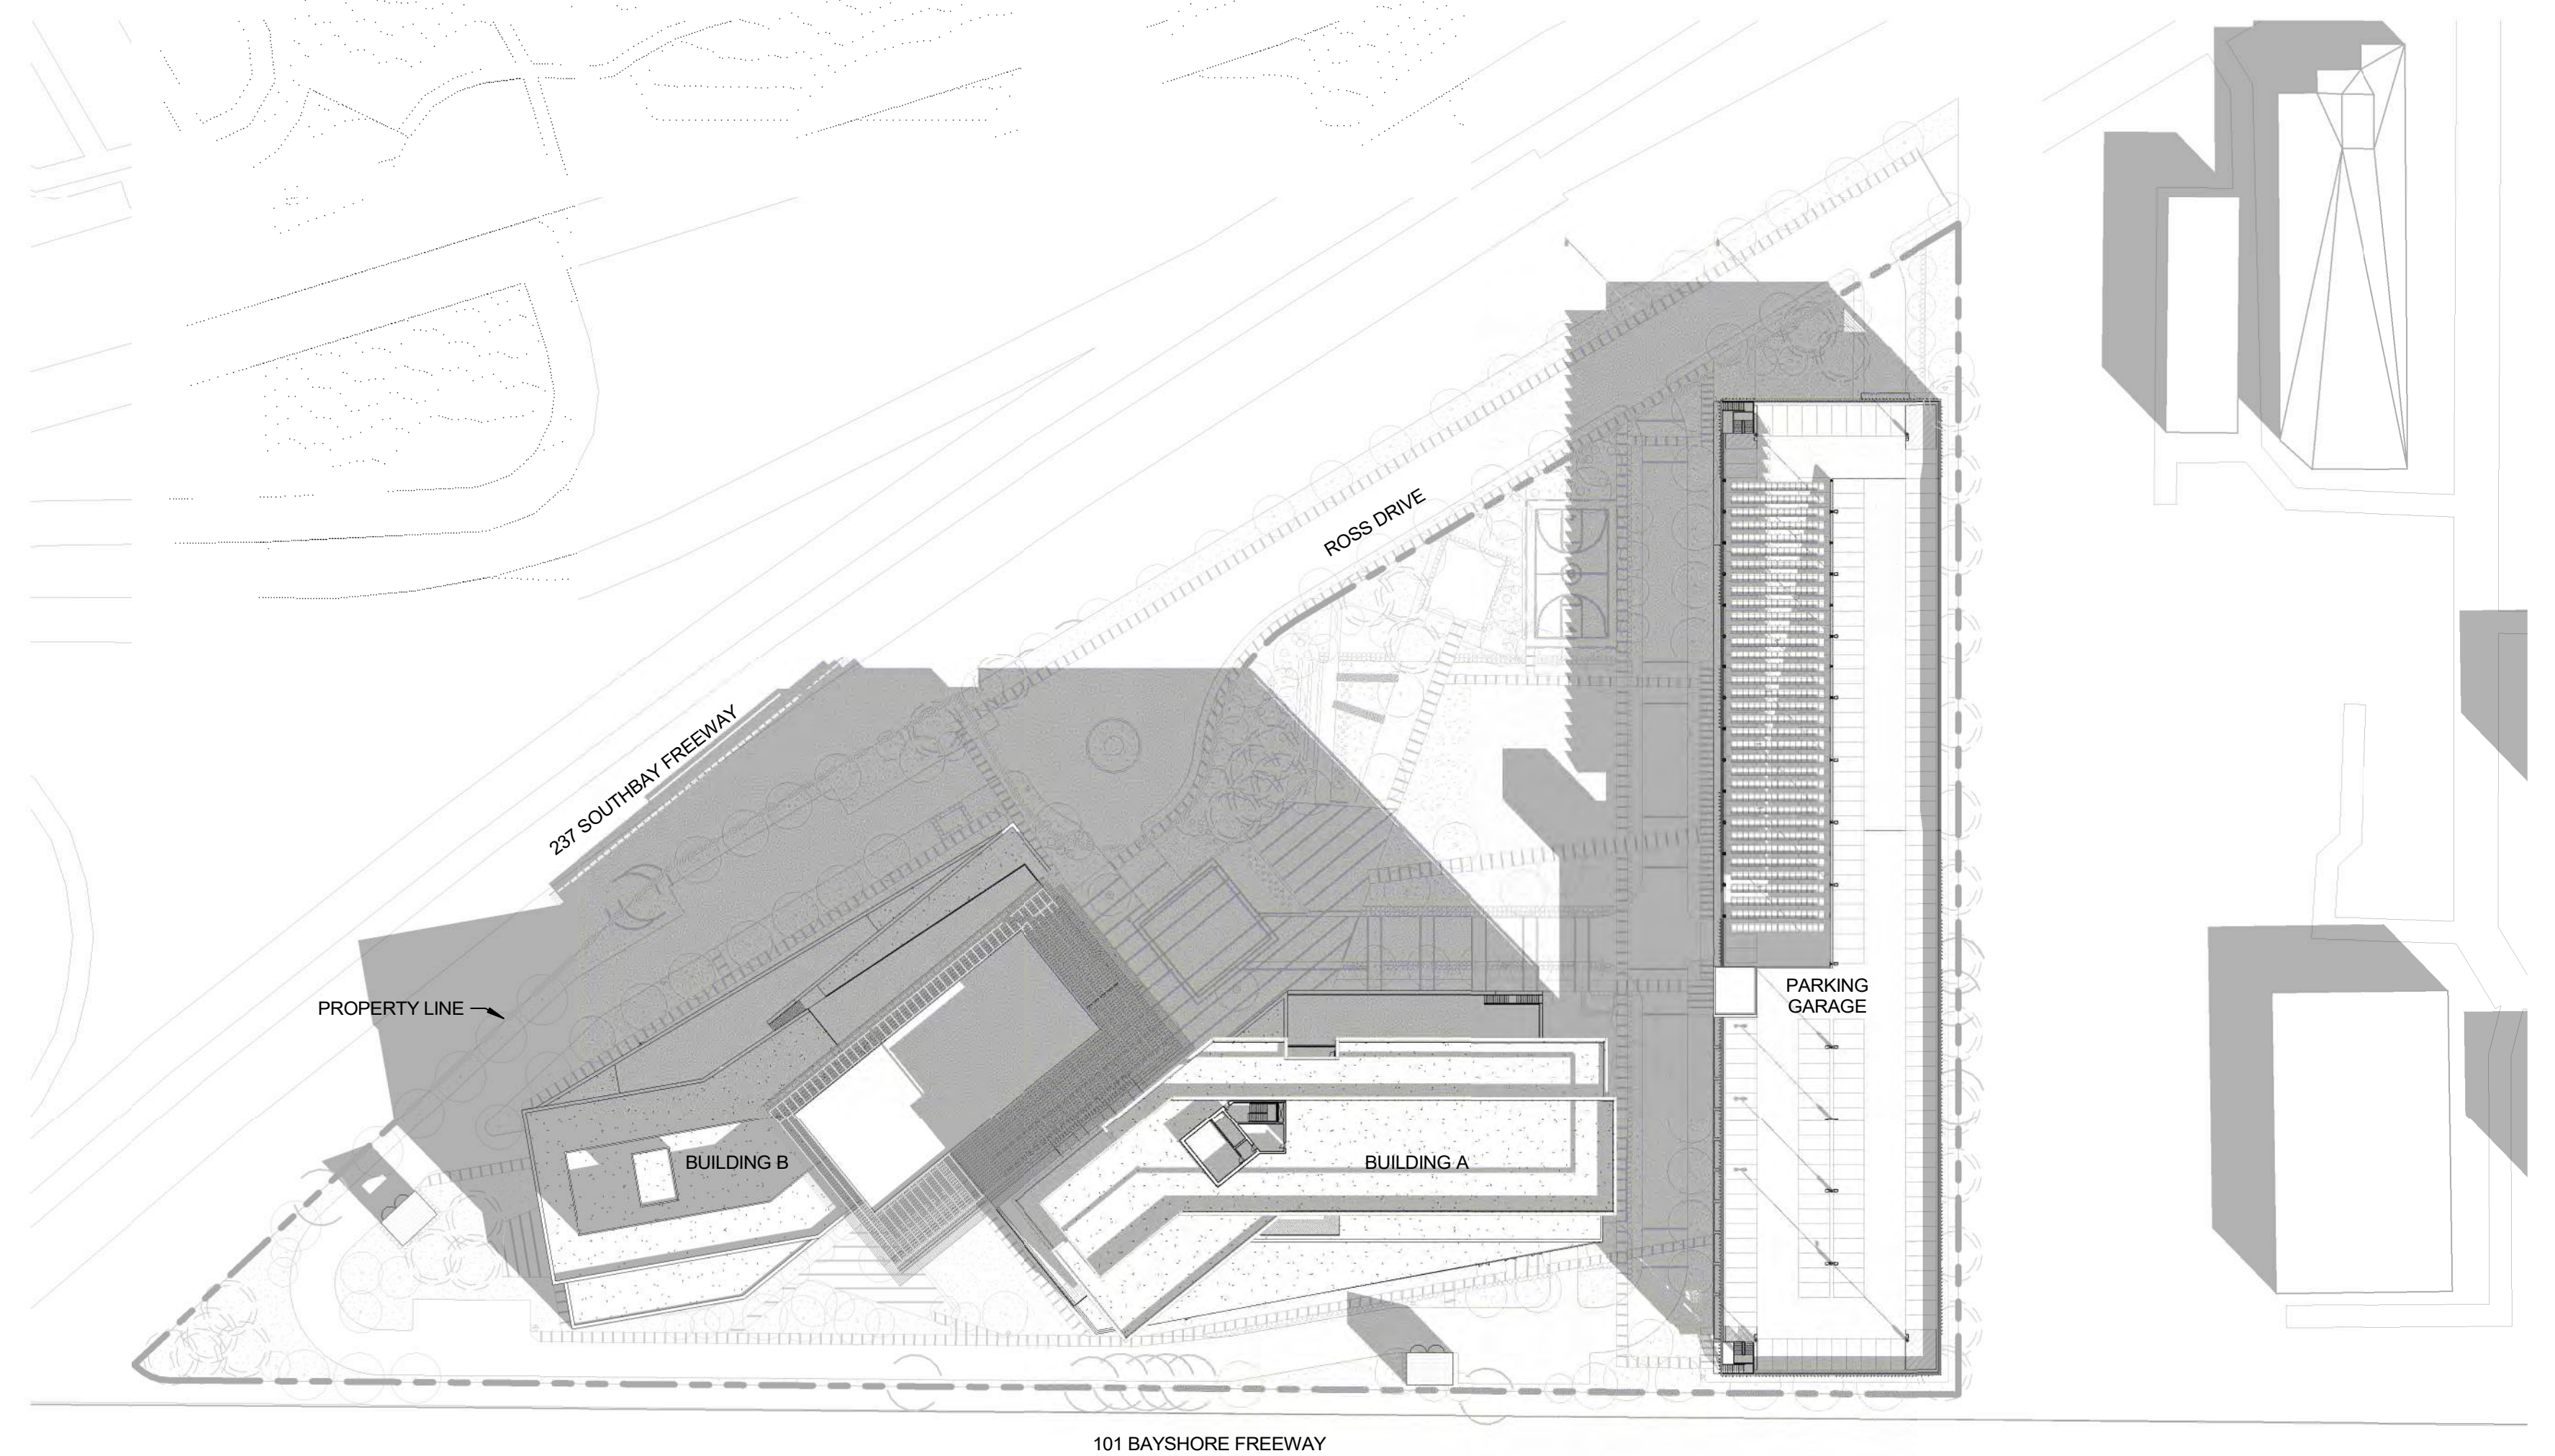 ROSS DRIVE
237 SOUTHBAY FREEWAY
PROPERTY LINE
PARKING
GARAGE
BUILDING B
BUILDING A
101 BAYSHORE FREEWAY